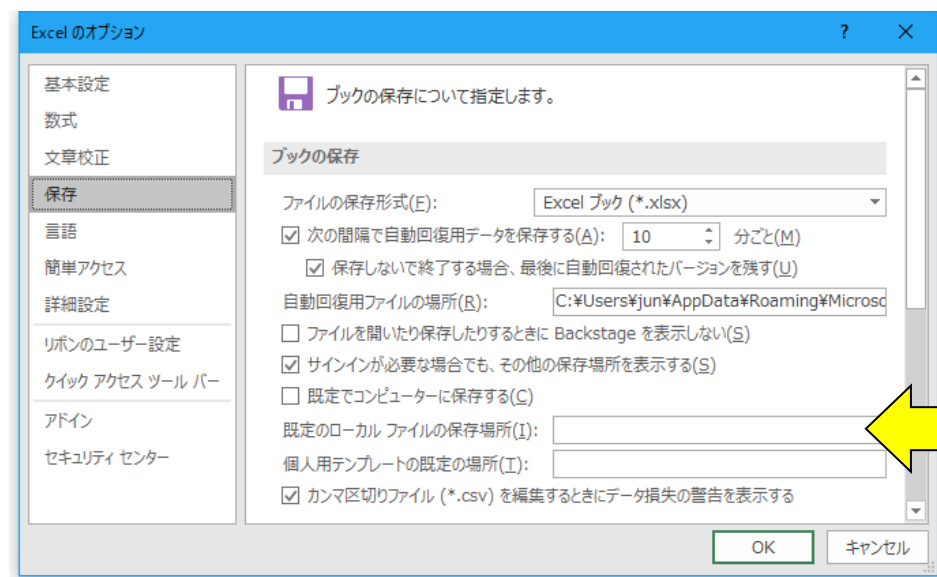 Excel のオプション
?
基本設定
数式
文章校正
保存
言語
簡単アクセス
詳細設定
リボンのユーザー設定
クイック アクセス ツール バー
アドイン
セキュリティ センター
ブックの保存について指定します。
ブックの保存
ファイルの保存形式(F): Excel ブック (*.xlsx)
次の間隔で自動回復用データを保存する(A): 10 分ごと(M)
保存しないで終了する場合、最後に自動回復されたバージョンを残す(U)
自動回復用ファイルの場所(R): C:¥Users¥jun¥AppData¥Roaming¥Microsc
ファイルを開いたり保存したりするときに Backstage を表示しない(S)
サインインが必要な場合でも、その他の保存場所を表示する(S)
既定でコンピューターに保存する(C)
既定のローカル ファイルの保存場所(I):
個人用テンプレートの既定の場所(T):
カンマ区切りファイル (*.csv) を編集するときにデータ損失の警告を表示する
OK キャンセル